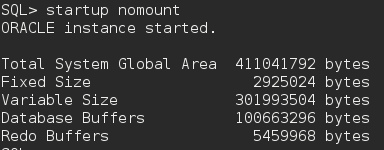 SQL> startup nomount
ORACLE instance started.
Total System Global Area  411041792 bytes
Fixed Size                  2925024 bytes
Variable Size             301993504 bytes
Database Buffers          100663296 bytes
Redo Buffers                5459968 bytes